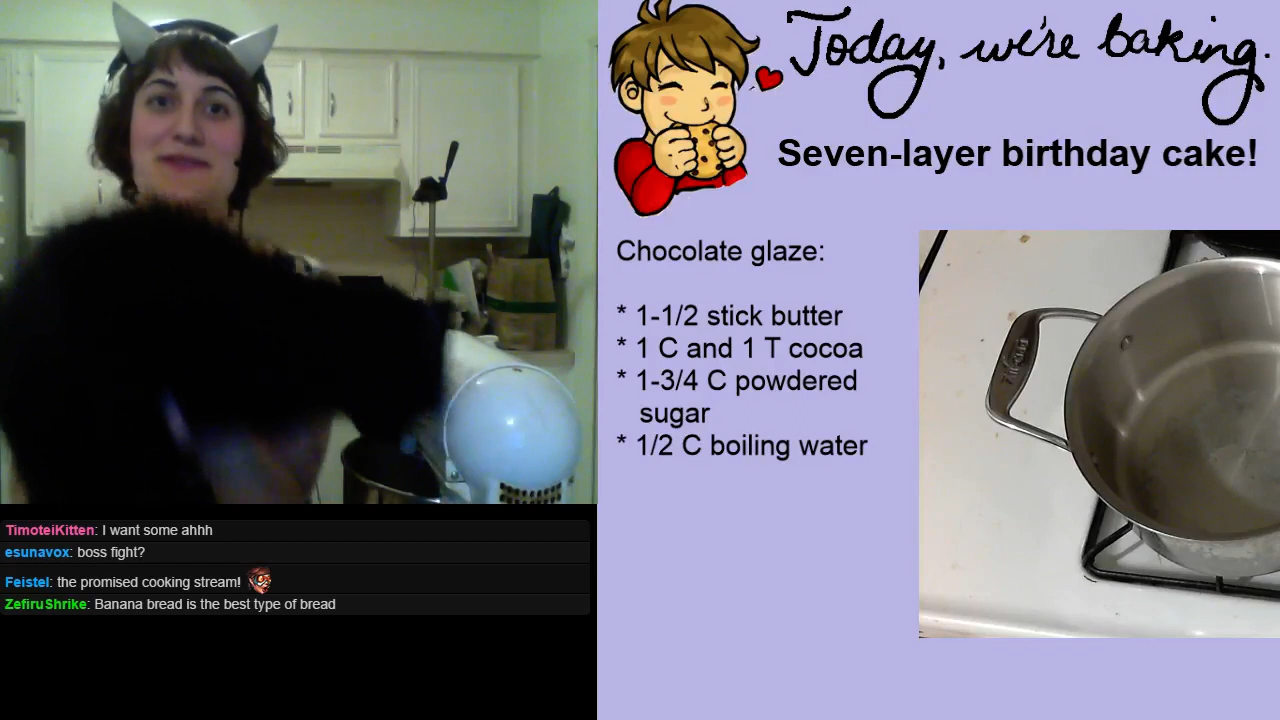 Today, we're baking.
Seven-layer birthday cake!
Chocolate glaze:
* 1-1/2 stick butter
* 1 C and 1 T cocoa
* 1-3/4 C powdered
sugar
* 1/2 C boiling water
TimoteiKitten: I want some ahhh
esunavox: boss fight?
Feistel: the promised cooking stream!
ZefiruShrike: Banana bread is the best type of bread